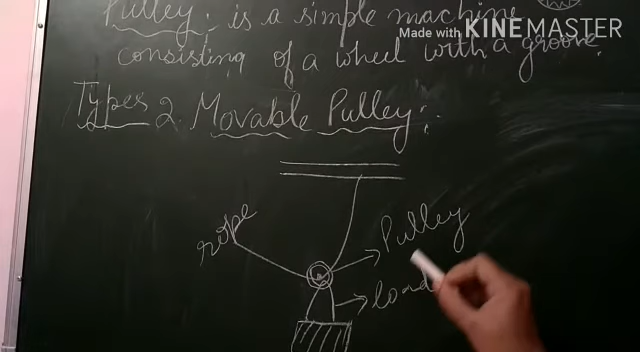 Pulley:- is a simple machine
Made with KINEMASTER
consisting of a wheel with a groove
Types 2. Movable Pulley:-
rope
Pulley
load